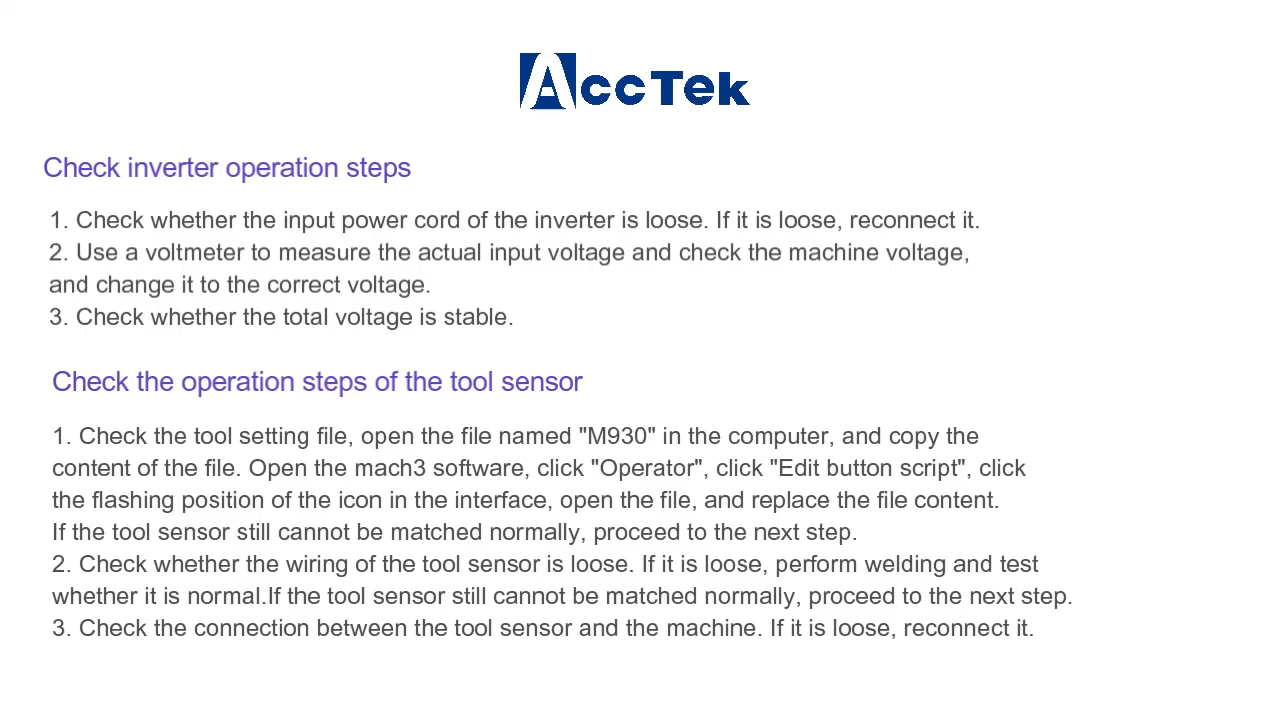 AccTek
Check inverter operation steps
1. Check whether the input power cord of the inverter is loose. If it is loose, reconnect it.
2. Use a voltmeter to measure the actual input voltage and check the machine voltage,
and change it to the correct voltage.
3. Check whether the total voltage is stable.
Check the operation steps of the tool sensor
1. Check the tool setting file, open the file named "M930" in the computer, and copy the
content of the file. Open the mach3 software, click "Operator", click "Edit button script", click
the flashing position of the icon in the interface, open the file, and replace the file content.
If the tool sensor still cannot be matched normally, proceed to the next step.
2. Check whether the wiring of the tool sensor is loose. If it is loose, perform welding and test
whether it is normal.If the tool sensor still cannot be matched normally, proceed to the next step.
3. Check the connection between the tool sensor and the machine. If it is loose, reconnect it.